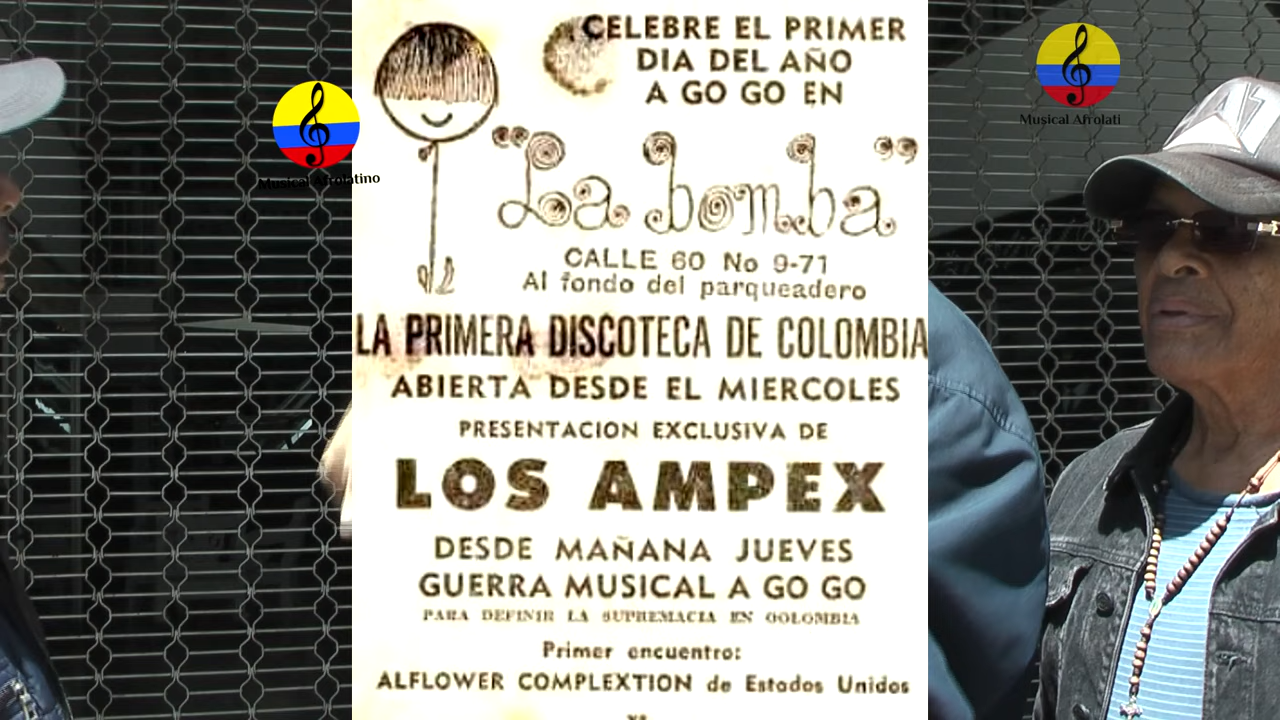 CELEBRE EL PRIMER
DIA DEL AÑO
A GO GO EN
"La bomba"
CALLE 60 No 9-71
Al fondo del parqueadero
LA PRIMERA DISCOTECA DE COLOMBIA
ABIERTA DESDE EL MIERCOLES
PRESENTACION EXCLUSIVA DE
LOS AMPEX
DESDE MAÑANA JUEVES
GUERRA MUSICAL A GO GO
PARA DEFINIR LA SUPREMACIA EN COLOMBIA
Primer encuentro:
ALFLOWER COMPLEXTION de Estados Unidos
Musical Afrolatino
Musical Afrolati